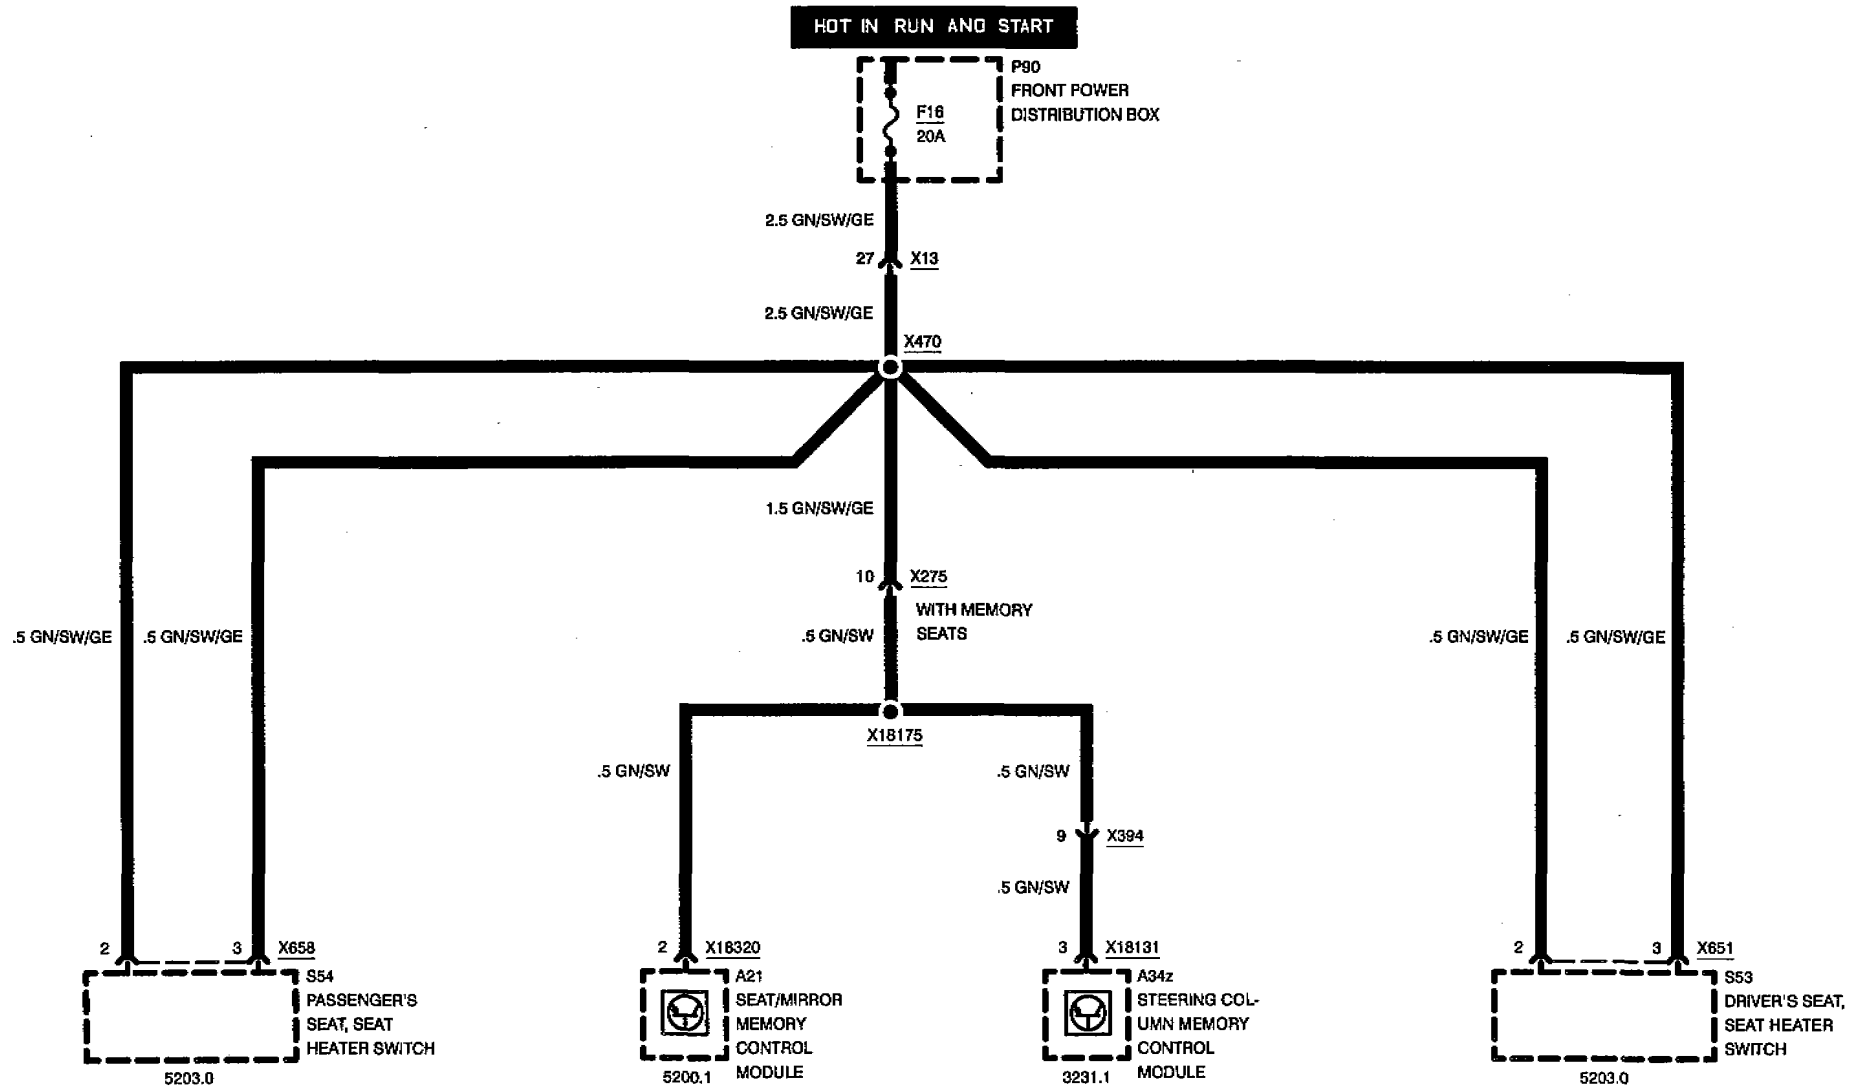 HOT IN RUN AND START
P90
FRONT POWER
DISTRIBUTION BOX
F16
20A
2.5 GN/SW/GE
27 X13
2.5 GN/SW/GE
X470
1.5 GN/SW/GE
10 X275
WITH MEMORY
SEATS
.5 GN/SW/GE .5 GN/SW/GE .5 GN/SW .5 GN/SW/GE .5 GN/SW/GE
X18175
.5 GN/SW .5 GN/SW
9 X394
.5 GN/SW
2 3 X658 2 X18320 3 X18131 2 3 X651
S54
PASSENGER'S
SEAT, SEAT
HEATER SWITCH
5203.0
A21
SEAT/MIRROR
MEMORY
CONTROL
MODULE
5200.1
A34z
STEERING COL-
UMN MEMORY
CONTROL
MODULE
3231.1
S53
DRIVER'S SEAT,
SEAT HEATER
SWITCH
5203.0